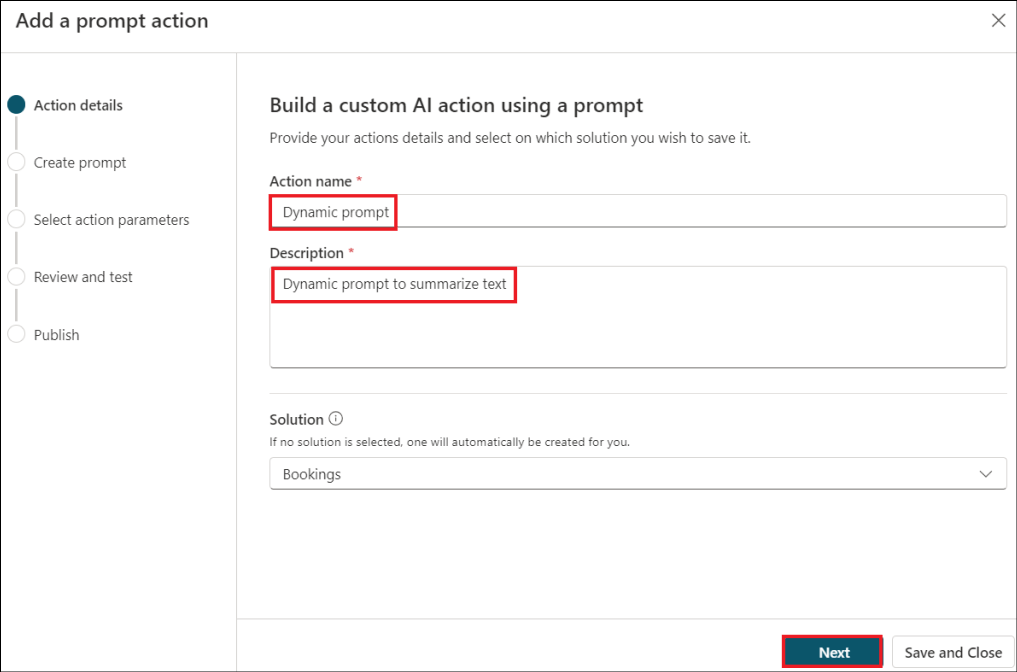 Add a prompt action
Action details
Create prompt
Select action parameters
Review and test
Publish
Build a custom AI action using a prompt
Provide your actions details and select on which solution you wish to save it.
Action name *
Dynamic prompt
Description *
Dynamic prompt to summarize text
Solution
If no solution is selected, one will automatically be created for you.
Bookings
Next
Save and Close